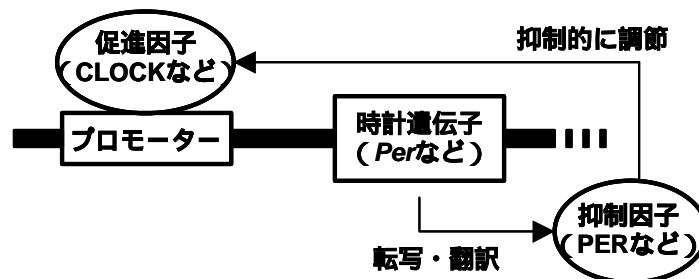 促進因子
（CLOCKなど）
抑制的に調節
プロモーター
時計遺伝子
（Perなど）
抑制因子
（PERなど）
転写・翻訳